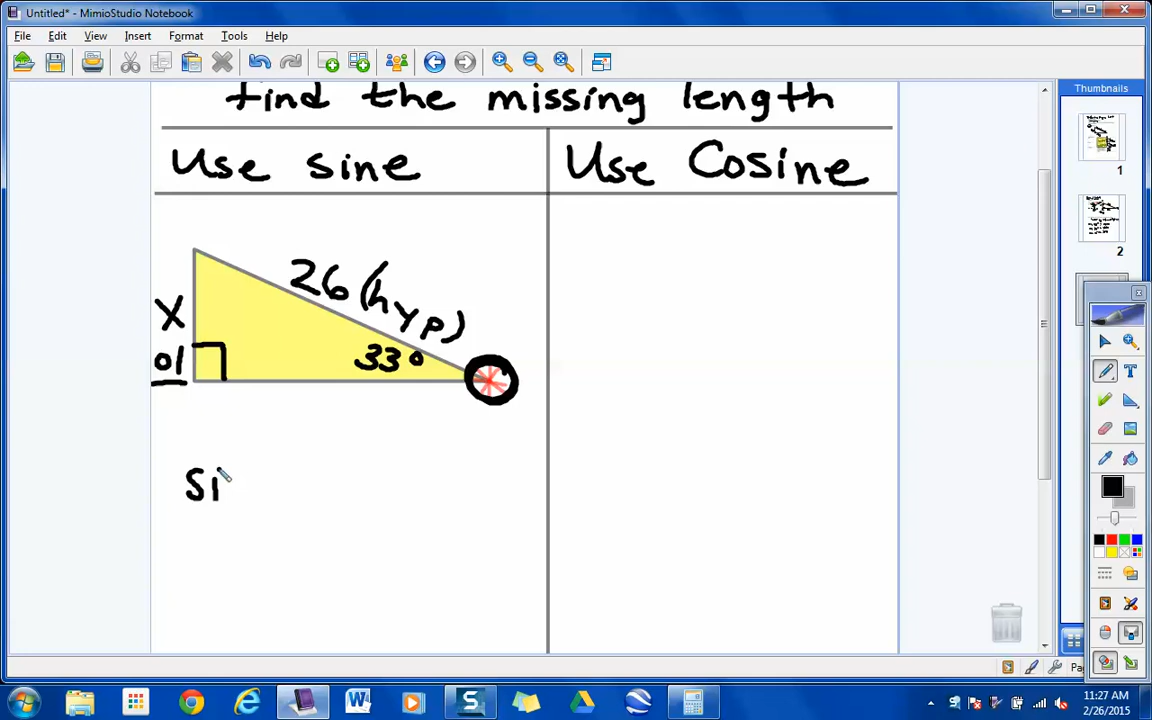 Untitled* - MimioStudio Notebook
File Edit View Insert Format Tools Help
find the missing length
Use sine
Use Cosine
26 (hyp)
X
33°
Si
Thumbnails
1
2
11:27 AM
2/26/2015